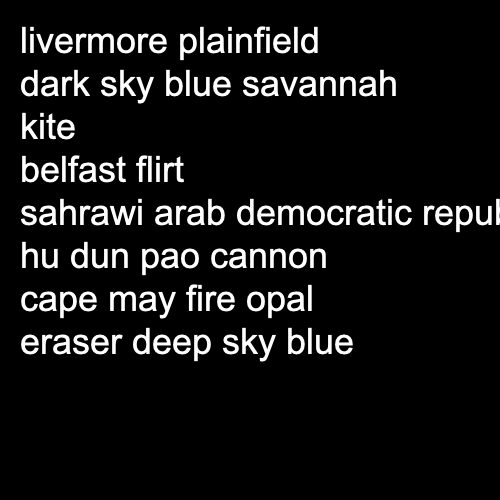 livermore plainfield
dark sky blue savannah
kite
belfast flirt
sahrawi arab democratic
hu dun pao cannon
cape may fire opal
eraser deep sky blue